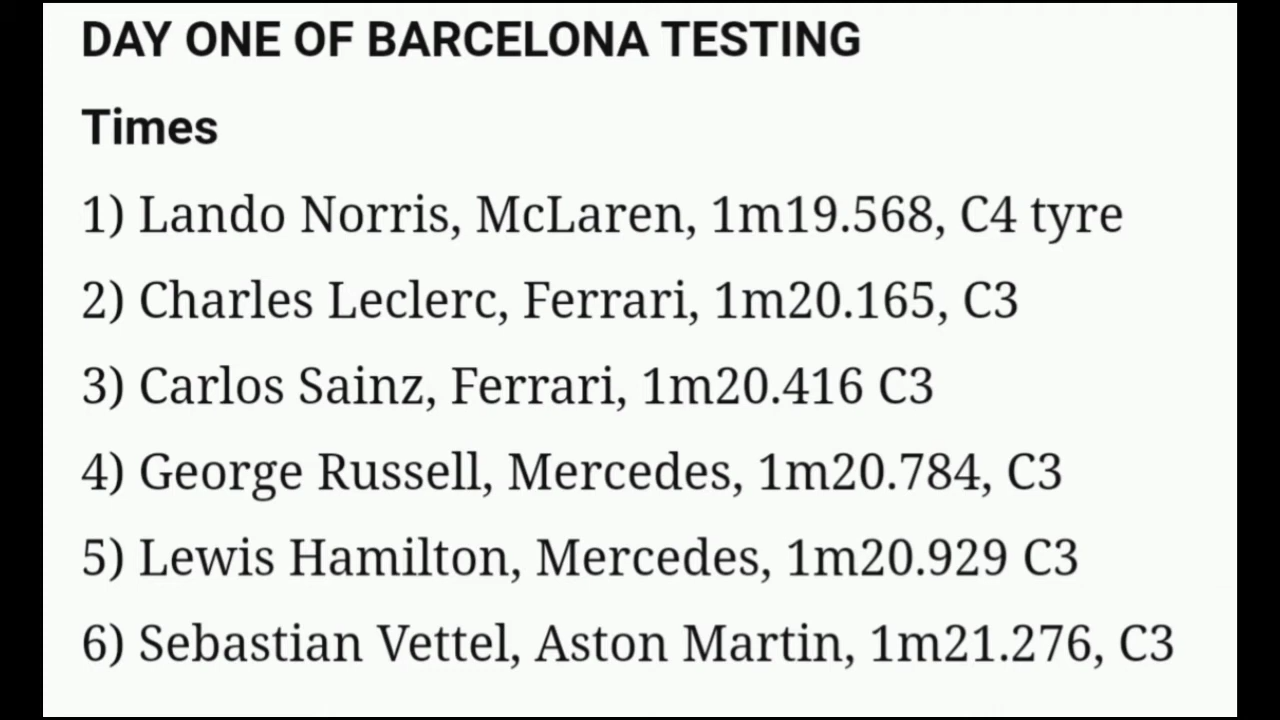 DAY ONE OF BARCELONA TESTING
Times
1) Lando Norris, McLaren, 1m19.568, C4 tyre
2) Charles Leclerc, Ferrari, 1m20.165, C3
3) Carlos Sainz, Ferrari, 1m20.416 C3
4) George Russell, Mercedes, 1m20.784, C3
5) Lewis Hamilton, Mercedes, 1m20.929 C3
6) Sebastian Vettel, Aston Martin, 1m21.276, C3